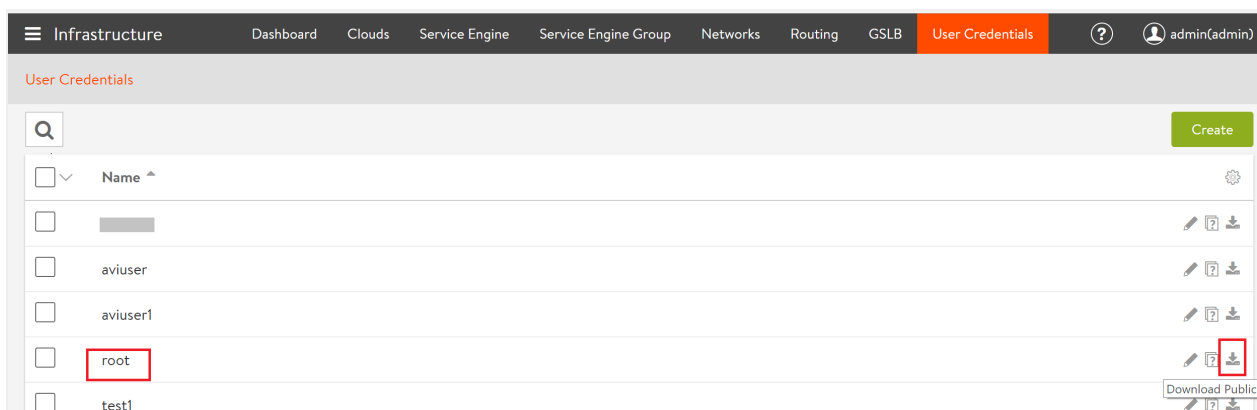 Infrastructure Dashboard Clouds Service Engine Service Engine Group Networks Routing GSLB User Credentials ? admin(admin)
User Credentials
Create
Name
aviuser
aviuser1
root
Download Public
test1